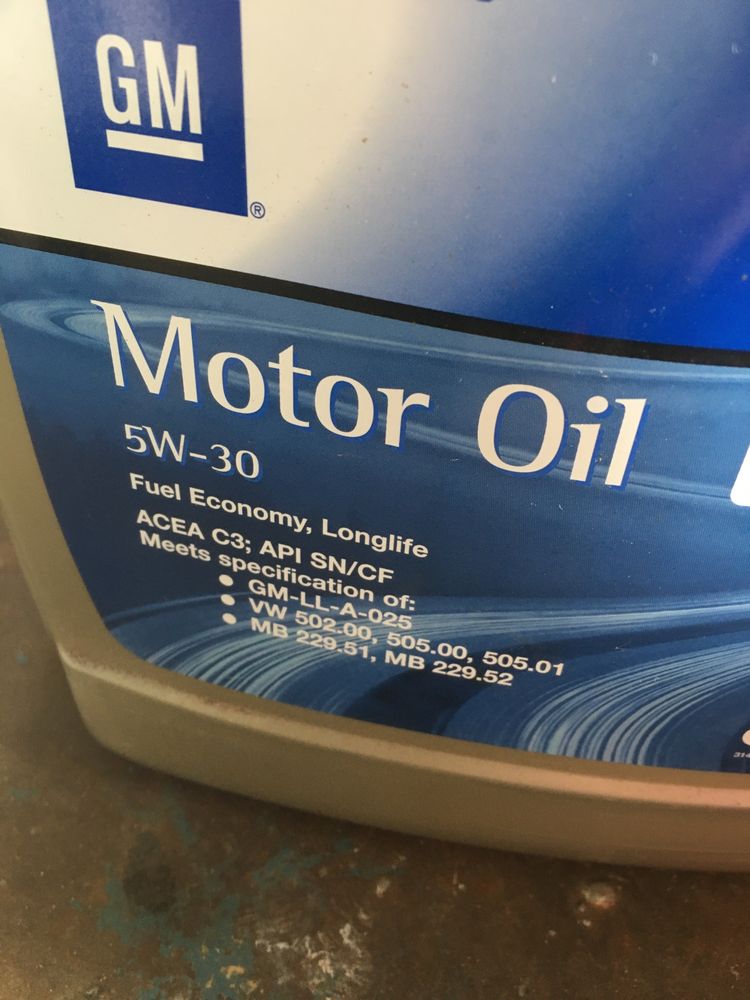 GM
®
Motor Oil
5W-30
Fuel Economy, Longlife
ACEA C3; API SN/CF
Meets specification of:
● GM-LL-A-025
● VW 502.00, 505.00, 505.01
● MB 229.51, MB 229.52